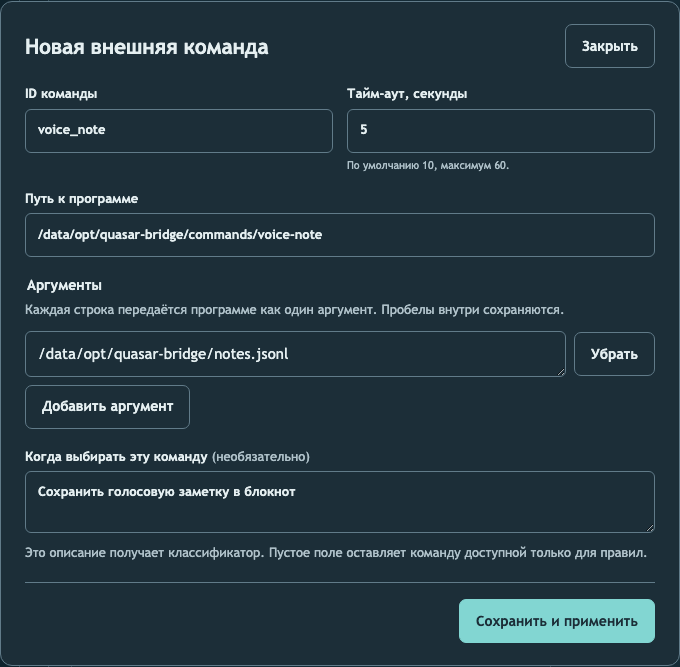 Новая внешняя команда
Закрыть
ID команды
Тайм-аут, секунды
voice_note
5
По умолчанию 10, максимум 60.
Путь к программе
/data/opt/quasar-bridge/commands/voice-note
Аргументы
Каждая строка передаётся программе как один аргумент. Пробелы внутри сохраняются.
/data/opt/quasar-bridge/notes.jsonl
Убрать
Добавить аргумент
Когда выбирать эту команду (необязательно)
Сохранить голосовую заметку в блокнот
Это описание получает классификатор. Пустое поле оставляет команду доступной только для правил.
Сохранить и применить